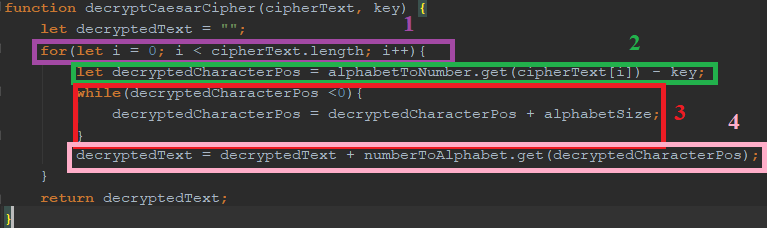 function decryptCaesarCipher(cipherText, key) {
let decryptedText = "";
1
for(let i = 0; i < cipherText.length; i++){
2
let decryptedCharacterPos = alphabetToNumber.get(cipherText[i]) - key;
while(decryptedCharacterPos <0){
decryptedCharacterPos = decryptedCharacterPos + alphabetSize;
3
}
4
decryptedText = decryptedText + numberToAlphabet.get(decryptedCharacterPos);
}
return decryptedText;
}